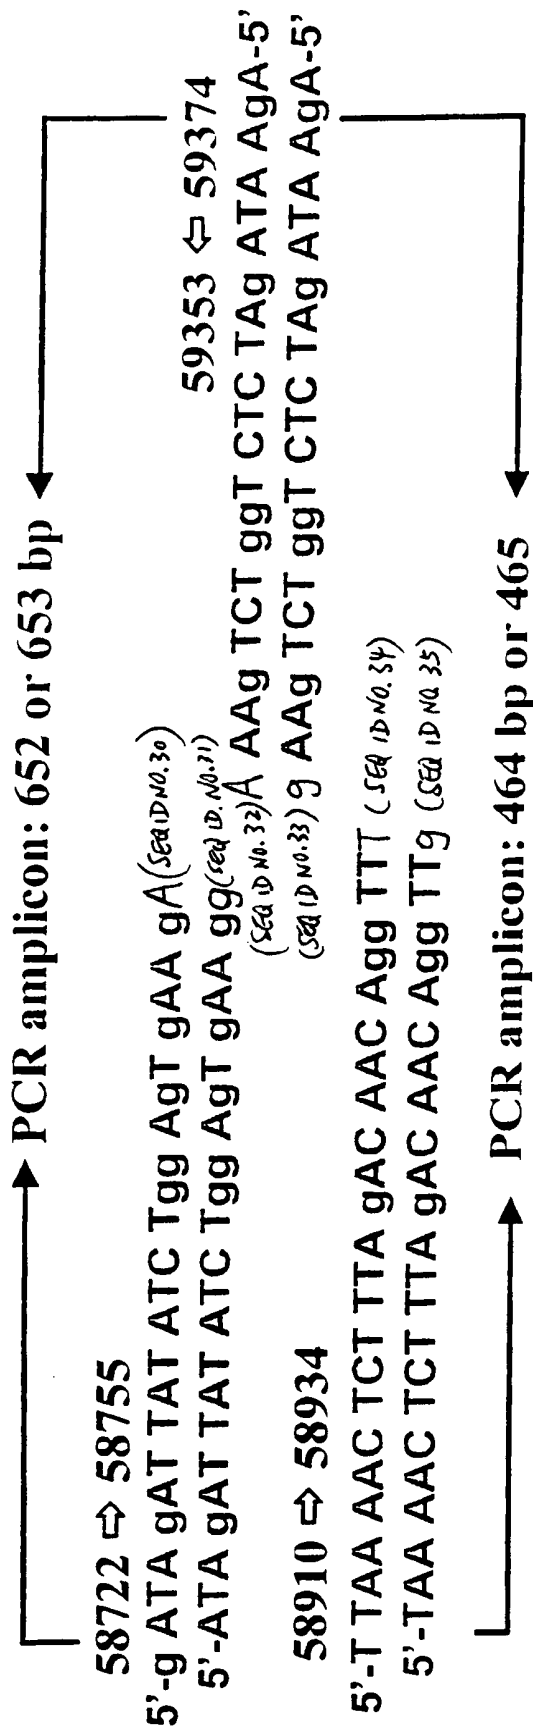 PCR amplicon: 652 or 653 bp
58722 ⇨ 58755
5'-g ATA gAT TAT ATC Tgg AgT gAA gA (SEQ ID NO. 30)
5'-ATA gAT TAT ATC Tgg AgT gAA gg (SEQ ID. NO. 31)
59353 ⇦ 59374
(SEQ ID NO. 32) A AAg TCT ggT CTC TAg ATA AgA-5'
(SEQ ID NO. 33) g AAg TCT ggT CTC TAg ATA AgA-5'
58910 ⇨ 58934
5'-T TAA AAC TCT TTA gAC AAC Agg TTT (SEQ ID NO. 34)
5'-TAA AAC TCT TTA gAC AAC Agg TTg (SEQ ID NO. 35)
PCR amplicon: 464 bp or 465